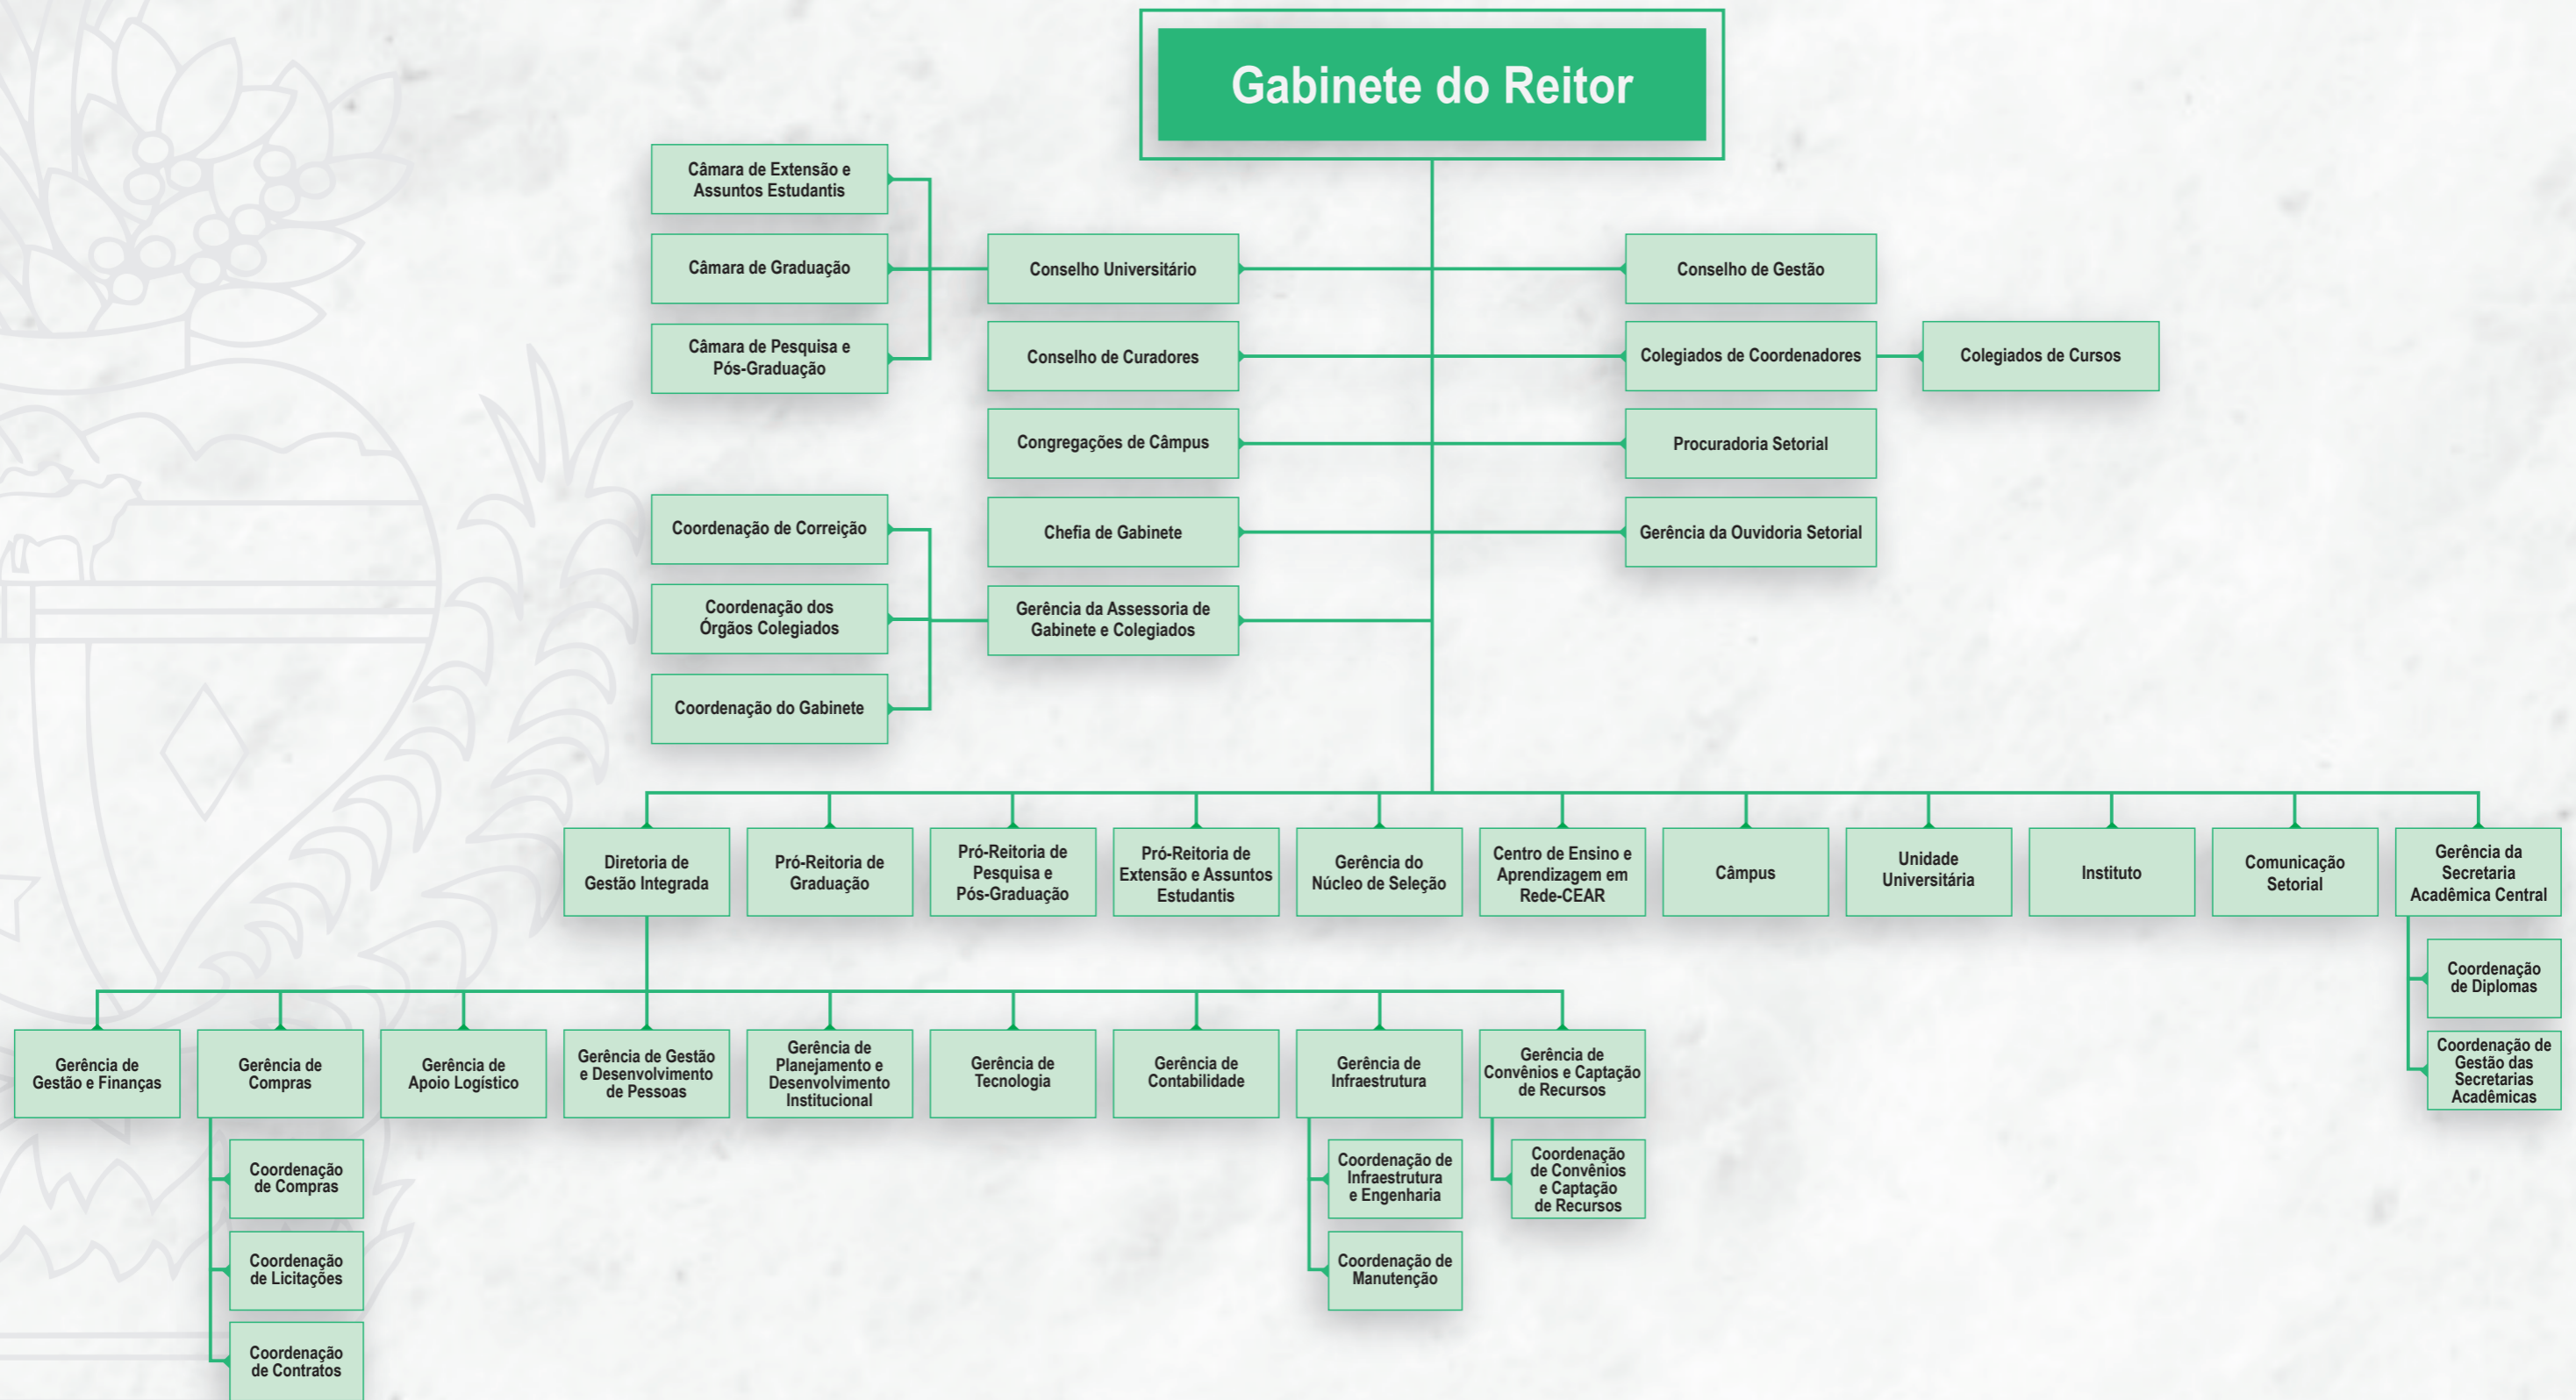 Gabinete do Reitor
Câmara de Extensão e
Assuntos Estudantis
Câmara de Graduação
Câmara de Pesquisa e
Pós-Graduação
Conselho Universitário
Conselho de Gestão
Conselho de Curadores
Colegiados de Coordenadores
Colegiados de Cursos
Congregações de Câmpus
Procuradoria Setorial
Chefia de Gabinete
Gerência da Ouvidoria Setorial
Gerência da Assessoria de
Gabinete e Colegiados
Coordenação de Correição
Coordenação dos
Órgãos Colegiados
Coordenação do Gabinete
Diretoria de
Gestão Integrada
Pró-Reitoria de
Graduação
Pró-Reitoria de
Pesquisa e
Pós-Graduação
Pró-Reitoria de
Extensão e Assuntos
Estudantis
Gerência do
Núcleo de Seleção
Centro de Ensino e
Aprendizagem em
Rede-CEAR
Câmpus
Unidade
Universitária
Instituto
Comunicação
Setorial
Gerência da
Secretaria
Acadêmica Central
Coordenação
de Diplomas
Coordenação de
Gestão das
Secretarias
Acadêmicas
Gerência de
Gestão e Finanças
Gerência de
Compras
Gerência de
Apoio Logístico
Gerência de Gestão
e Desenvolvimento
de Pessoas
Gerência de
Planejamento e
Desenvolvimento
Institucional
Gerência de
Tecnologia
Gerência de
Contabilidade
Gerência de
Infraestrutura
Gerência de
Convênios e Captação
de Recursos
Coordenação
de Compras
Coordenação
de Licitações
Coordenação
de Contratos
Coordenação de
Infraestrutura
e Engenharia
Coordenação de
Manutenção
Coordenação
de Convênios
e Captação
de Recursos